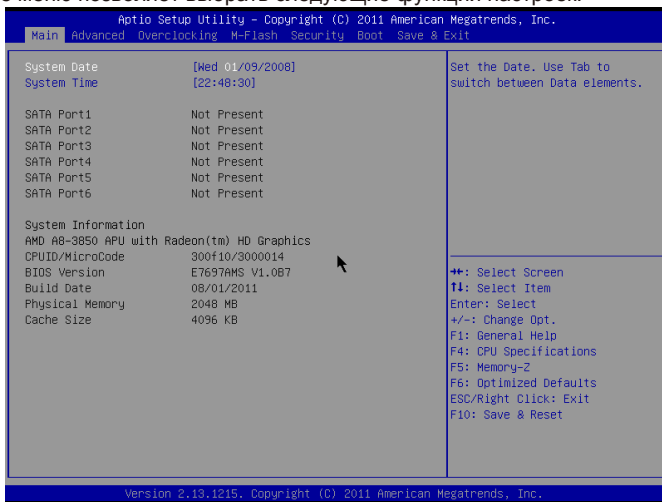 меню позволяет выбрать следующие функции настроек.
Aptio Setup Utility – Copyright (C) 2011 American Megatrends, Inc.
Main Advanced Overclocking M-Flash Security Boot Save & Exit
System Date [Wed 01/09/2008]
System Time [22:48:30]
SATA Port1 Not Present
SATA Port2 Not Present
SATA Port3 Not Present
SATA Port4 Not Present
SATA Port5 Not Present
SATA Port6 Not Present
System Information
AMD A8-3850 APU with Radeon(tm) HD Graphics
CPUID/MicroCode 300f10/3000014
BIOS Version E7697AMS V1.0B7
Build Date 08/01/2011
Physical Memory 2048 MB
Cache Size 4096 KB
Set the Date. Use Tab to
switch between Data elements.
→←: Select Screen
↑↓: Select Item
Enter: Select
+/-: Change Opt.
F1: General Help
F4: CPU Specifications
F5: Memory-Z
F6: Optimized Defaults
ESC/Right Click: Exit
F10: Save & Reset
Version 2.13.1215. Copyright (C) 2011 American Megatrends, Inc.